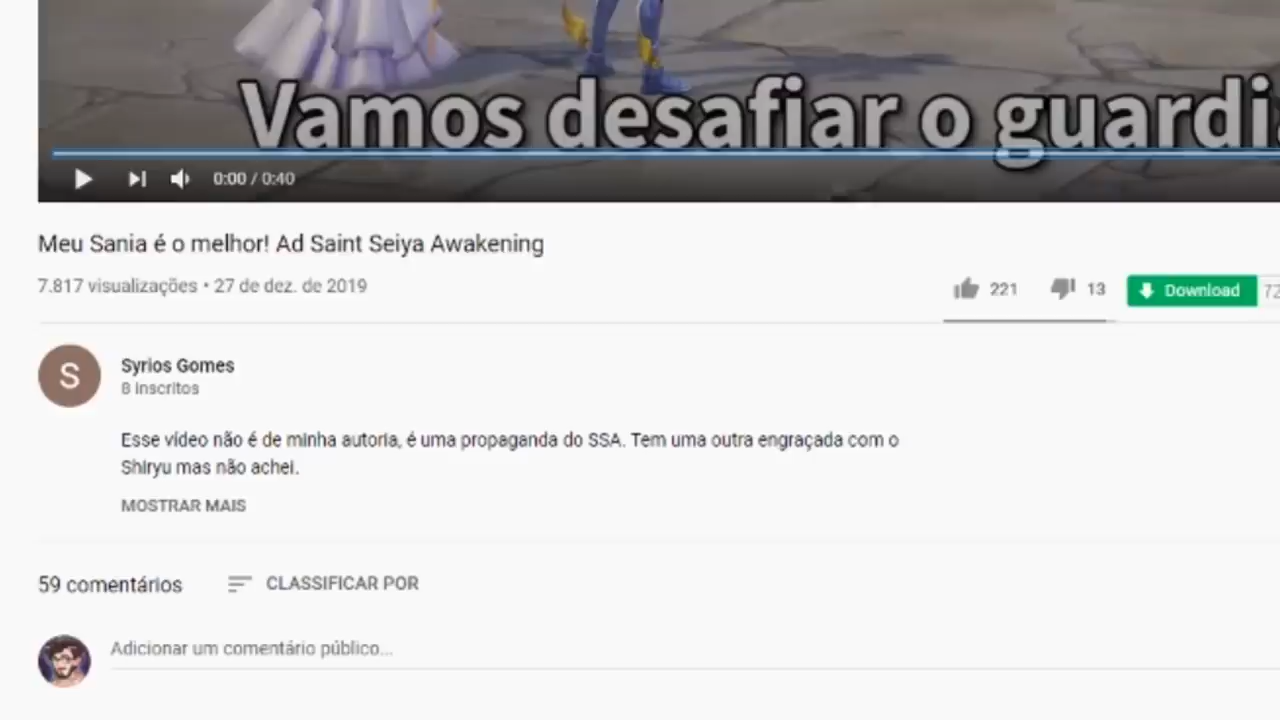 Vamos desafiar o guardi
0:00 / 0:40
Meu Sania é o melhor! Ad Saint Seiya Awakening
7.817 visualizações • 27 de dez. de 2019
221
13
Download
72
S
Syrios Gomes
8 inscritos
Esse vídeo não é de minha autoria, é uma propaganda do SSA. Tem uma outra engraçada com o
Shiryu mas não achei.
MOSTRAR MAIS
59 comentários
CLASSIFICAR POR
Adicionar um comentário público...